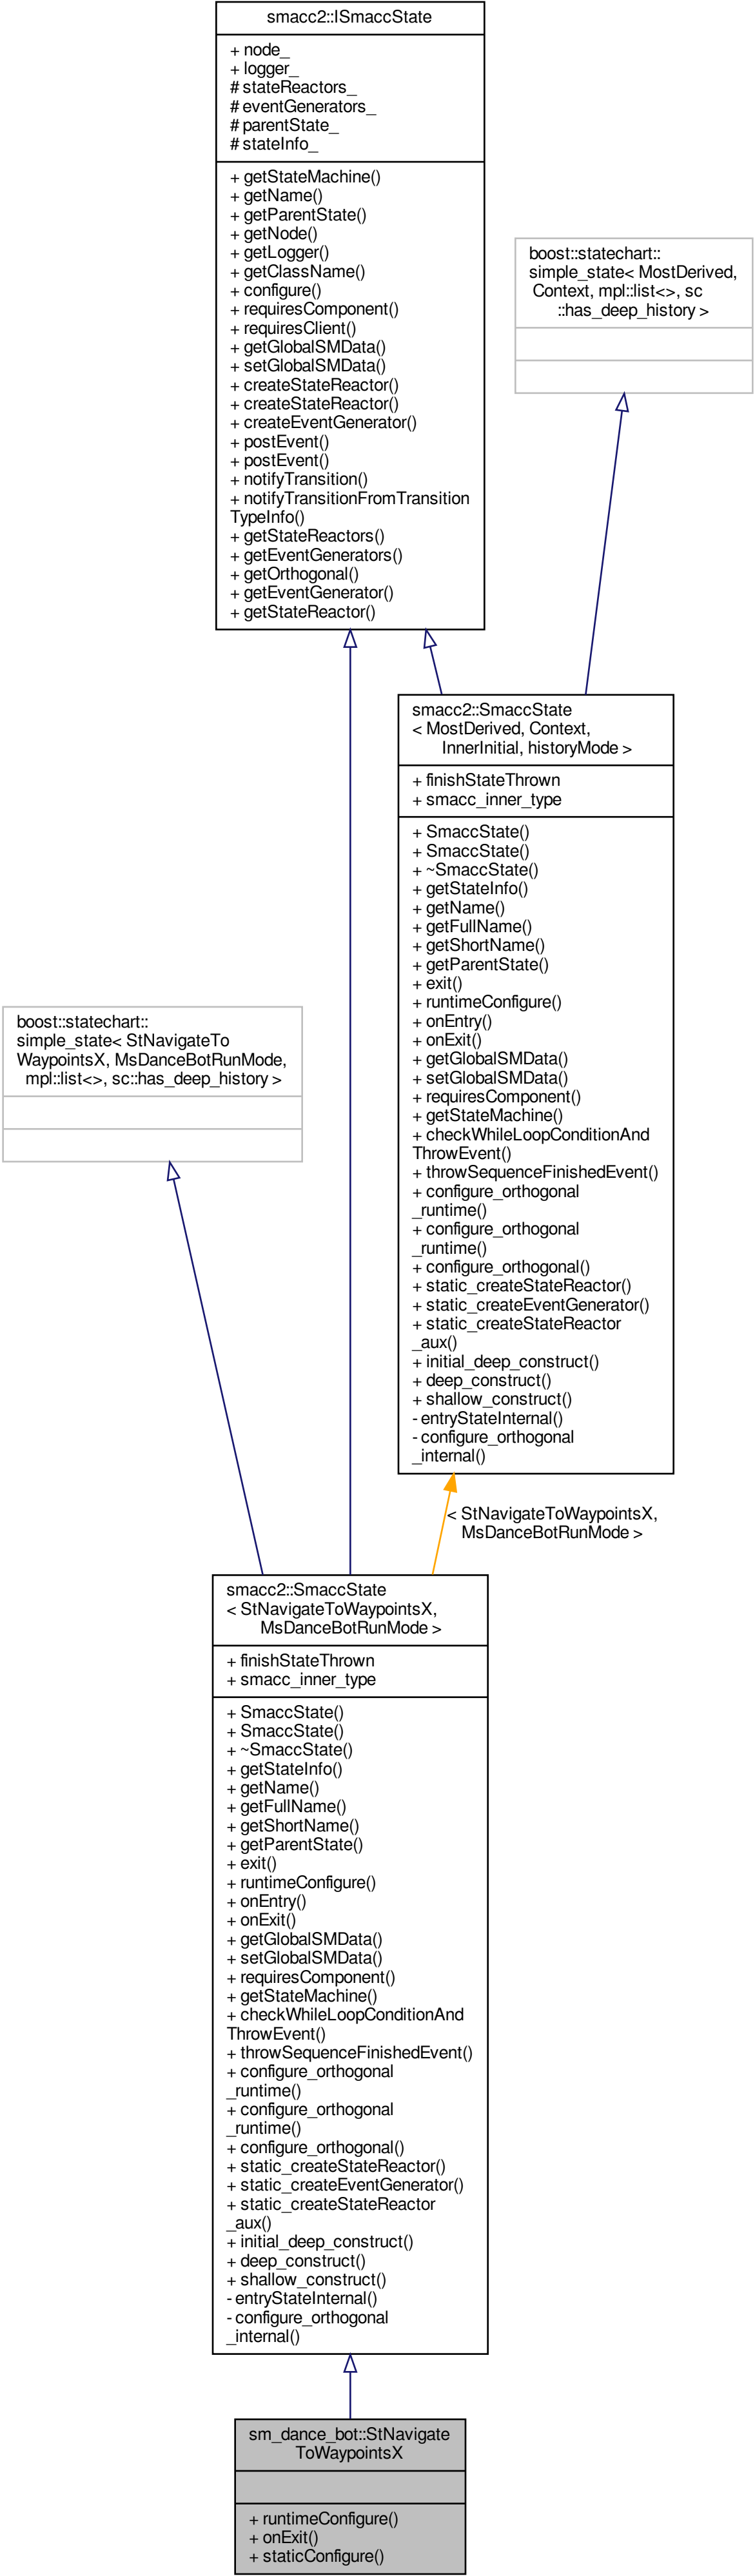 smacc2::ISmaccState
+ node_
+ logger_
# stateReactors_
# eventGenerators_
# parentState_
# stateInfo_
+ getStateMachine()
+ getName()
+ getParentState()
+ getNode()
+ getLogger()
+ getClassName()
+ configure()
+ requiresComponent()
+ requiresClient()
+ getGlobalSMData()
+ setGlobalSMData()
+ createStateReactor()
+ createStateReactor()
+ createEventGenerator()
+ postEvent()
+ postEvent()
+ notifyTransition()
+ notifyTransitionFromTransition
TypeInfo()
+ getStateReactors()
+ getEventGenerators()
+ getOrthogonal()
+ getEventGenerator()
+ getStateReactor()
boost::statechart::
simple_state< MostDerived,
Context, mpl::list<>, sc
::has_deep_history >
smacc2::SmaccState
< MostDerived, Context,
InnerInitial, historyMode >
+ finishStateThrown
+ smacc_inner_type
+ SmaccState()
+ SmaccState()
+ ~SmaccState()
+ getStateInfo()
+ getName()
+ getFullName()
+ getShortName()
+ getParentState()
+ exit()
+ runtimeConfigure()
+ onEntry()
+ onExit()
+ getGlobalSMData()
+ setGlobalSMData()
+ requiresComponent()
+ getStateMachine()
+ checkWhileLoopConditionAnd
ThrowEvent()
+ throwSequenceFinishedEvent()
+ configure_orthogonal
_runtime()
+ configure_orthogonal
_runtime()
+ configure_orthogonal()
+ static_createStateReactor()
+ static_createEventGenerator()
+ static_createStateReactor
_aux()
+ initial_deep_construct()
+ deep_construct()
+ shallow_construct()
- entryStateInternal()
- configure_orthogonal
_internal()
boost::statechart::
simple_state< StNavigateTo
WaypointsX, MsDanceBotRunMode,
mpl::list<>, sc::has_deep_history >
< StNavigateToWaypointsX,
MsDanceBotRunMode >
smacc2::SmaccState
< StNavigateToWaypointsX,
MsDanceBotRunMode >
+ finishStateThrown
+ smacc_inner_type
+ SmaccState()
+ SmaccState()
+ ~SmaccState()
+ getStateInfo()
+ getName()
+ getFullName()
+ getShortName()
+ getParentState()
+ exit()
+ runtimeConfigure()
+ onEntry()
+ onExit()
+ getGlobalSMData()
+ setGlobalSMData()
+ requiresComponent()
+ getStateMachine()
+ checkWhileLoopConditionAnd
ThrowEvent()
+ throwSequenceFinishedEvent()
+ configure_orthogonal
_runtime()
+ configure_orthogonal
_runtime()
+ configure_orthogonal()
+ static_createStateReactor()
+ static_createEventGenerator()
+ static_createStateReactor
_aux()
+ initial_deep_construct()
+ deep_construct()
+ shallow_construct()
- entryStateInternal()
- configure_orthogonal
_internal()
sm_dance_bot::StNavigate
ToWaypointsX
+ runtimeConfigure()
+ onExit()
+ staticConfigure()